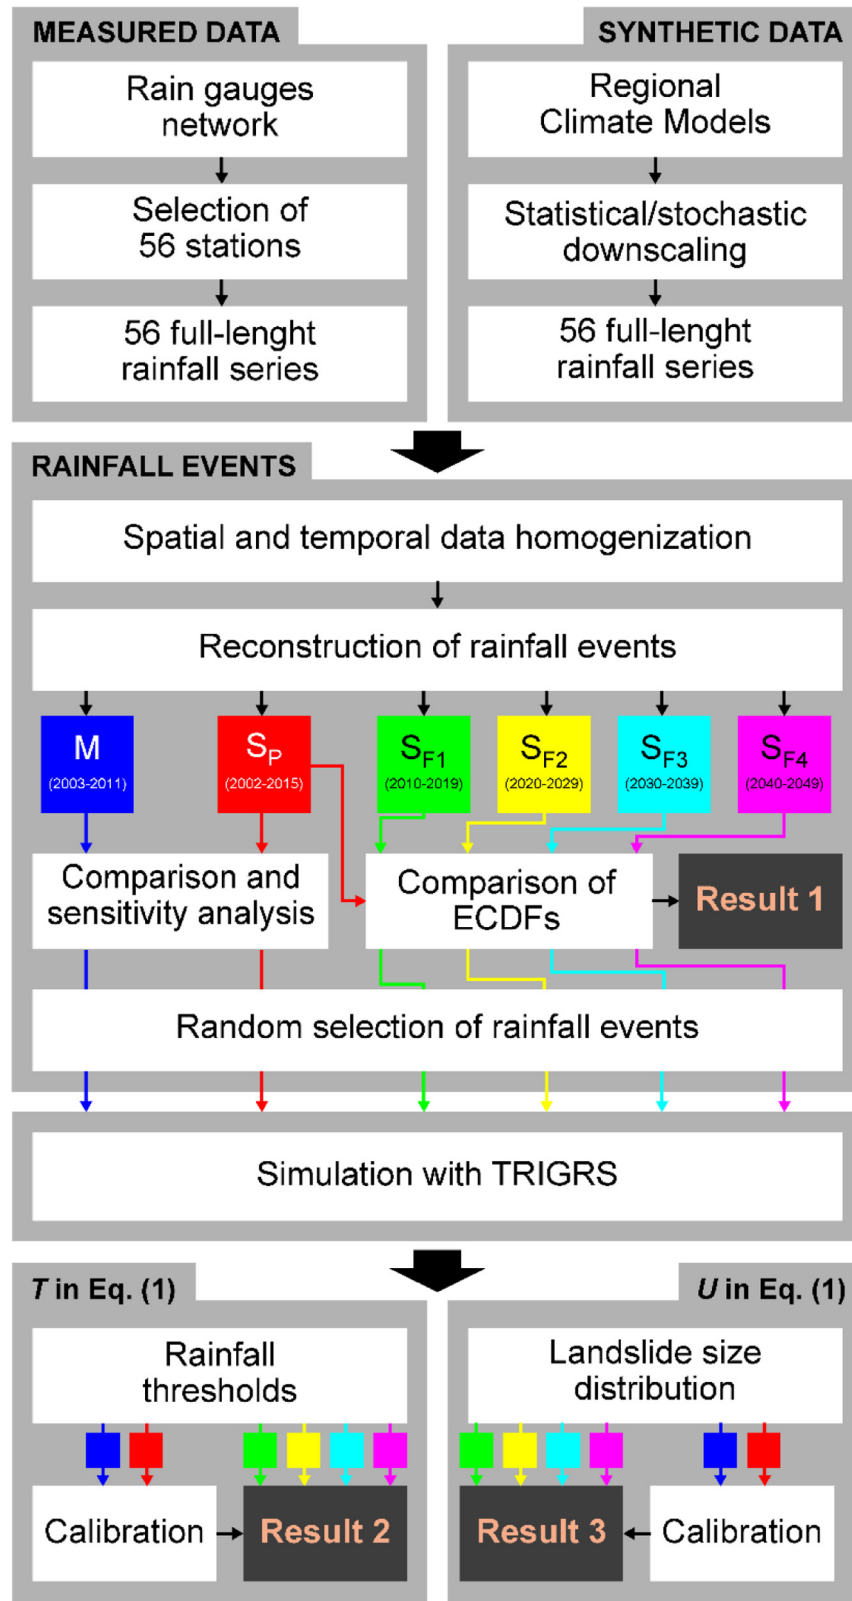 MEASURED DATA
Rain gauges
network
Selection of
56 stations
56 full-lenght
rainfall series
SYNTHETIC DATA
Regional
Climate Models
Statistical/stochastic
downscaling
56 full-lenght
rainfall series
RAINFALL EVENTS
Spatial and temporal data homogenization
Reconstruction of rainfall events
M
(2003-2011)
SP
(2002-2015)
SF1
(2010-2019)
SF2
(2020-2029)
SF3
(2030-2039)
SF4
(2040-2049)
Comparison and
sensitivity analysis
Comparison of
ECDFs
Result 1
Random selection of rainfall events
Simulation with TRIGRS
T in Eq. (1)
Rainfall
thresholds
Calibration
Result 2
U in Eq. (1)
Landslide size
distribution
Result 3
Calibration